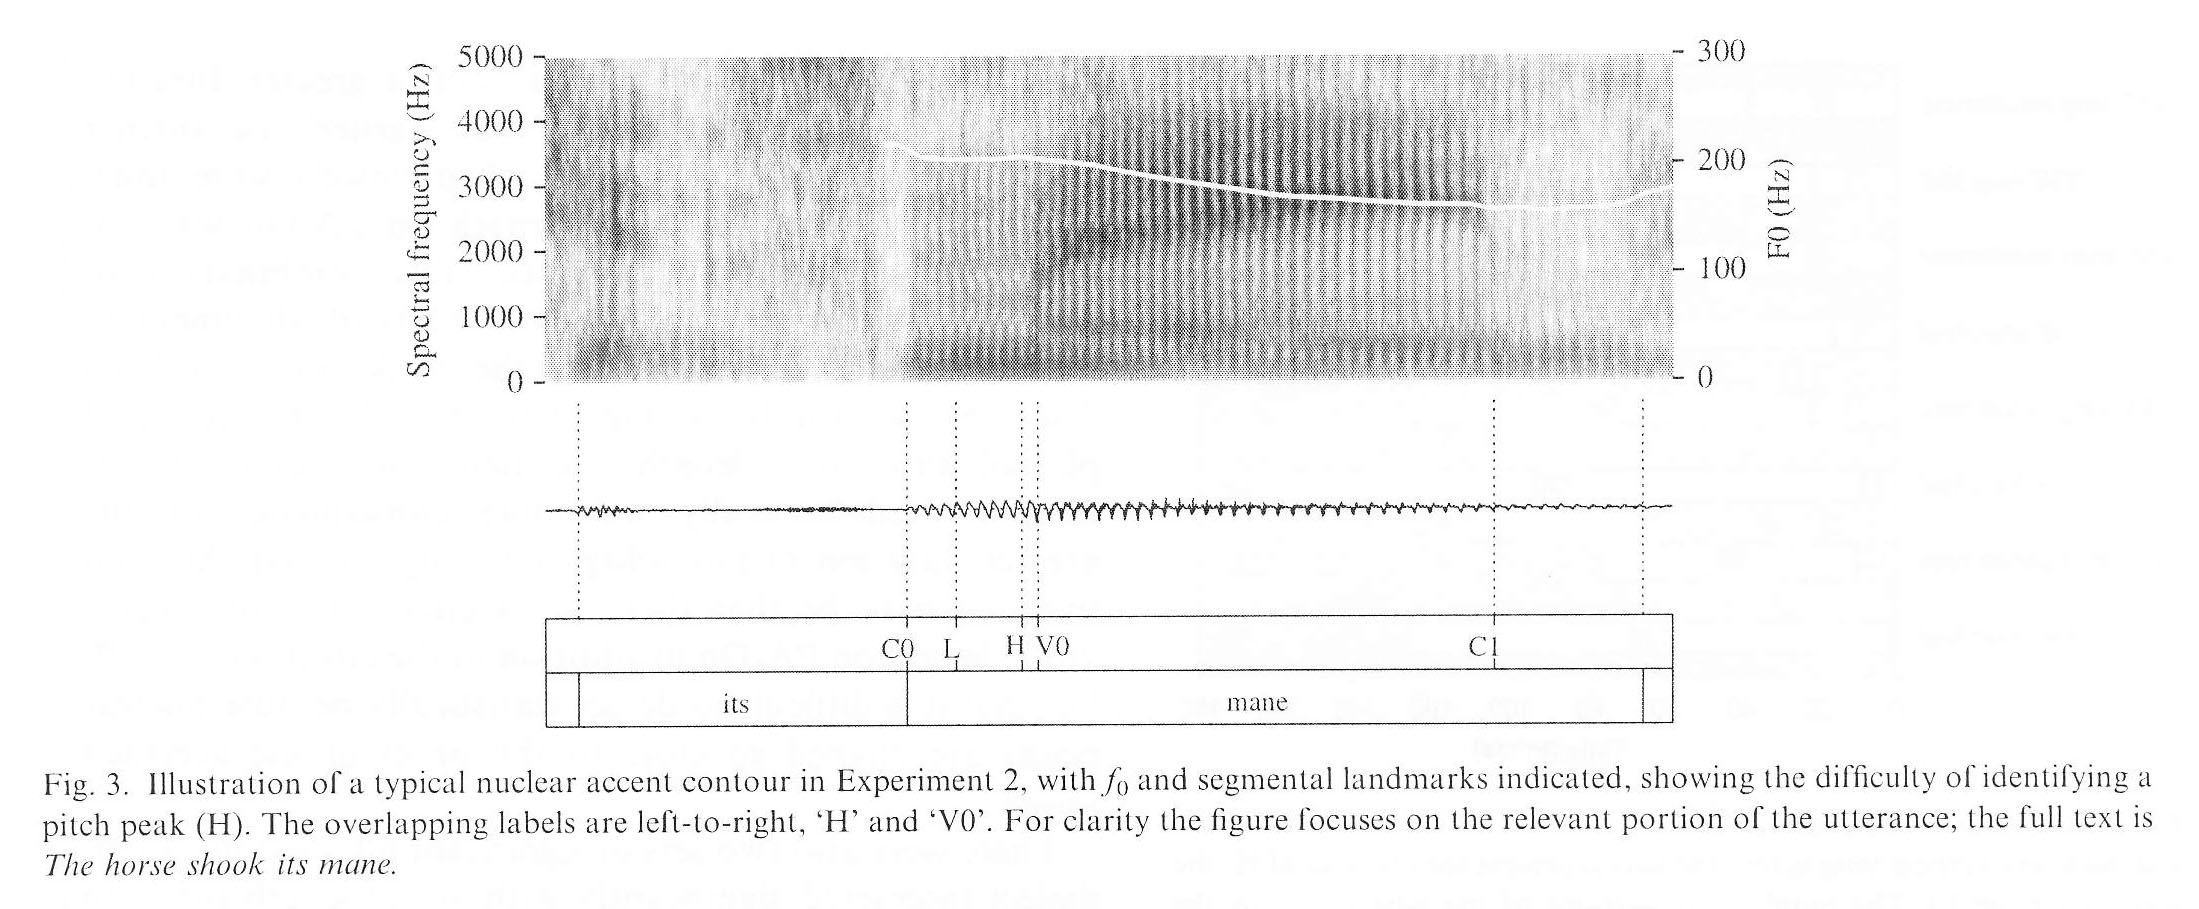 5000
4000
3000
2000
1000
0
Spectral frequency (Hz)
300
200
100
0
F0 (Hz)
C0 L H V0 C1
its mane
Fig. 3. Illustration of a typical nuclear accent contour in Experiment 2, with f0 and segmental landmarks indicated, showing the difficulty of identifying a
pitch peak (H). The overlapping labels are left-to-right, ‘H’ and ‘V0’. For clarity the figure focuses on the relevant portion of the utterance; the full text is
The horse shook its mane.